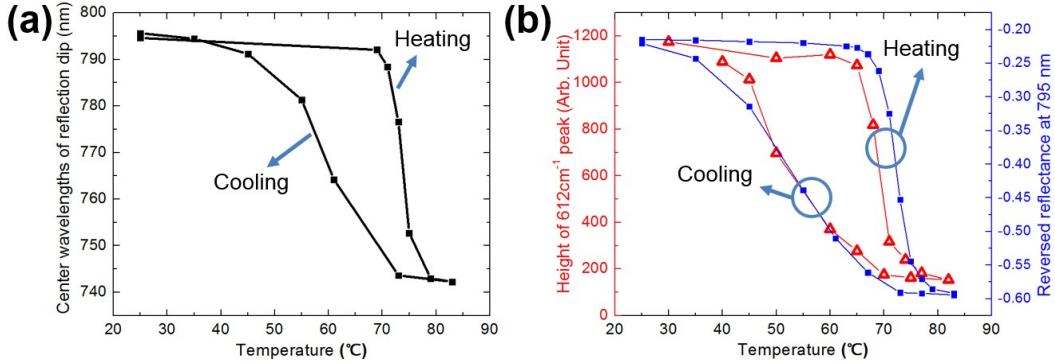 (a)
Center wavelengths of reflection dip (nm)
800
790
780
770
760
750
740
Heating
Cooling
20 30 40 50 60 70 80 90
Temperature (℃)
(b)
Height of 612cm⁻¹ peak (Arb. Unit)
1200
1000
800
600
400
200
0
Heating
Cooling
20 30 40 50 60 70 80 90
Temperature (℃)
-0.20
-0.25
-0.30
-0.35
-0.40
-0.45
-0.50
-0.55
-0.60
Reversed reflectance at 795 nm